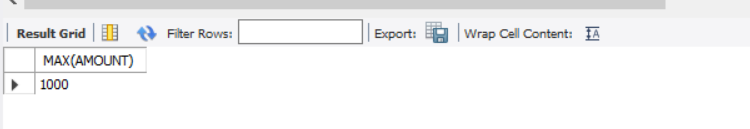 Result Grid Filter Rows: Export: Wrap Cell Content:
MAX(AMOUNT)
1000